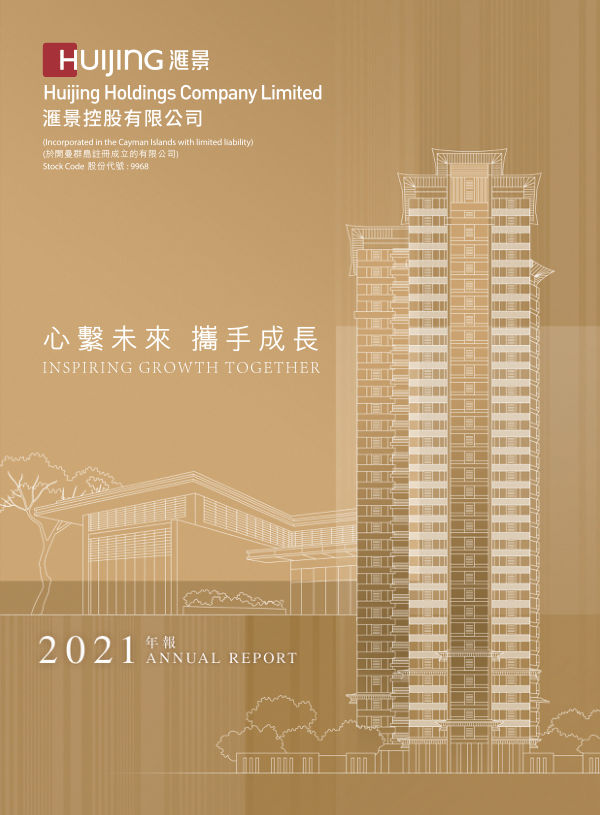 HUIJING 滙景
Huijing Holdings Company Limited
滙景控股有限公司
(Incorporated in the Cayman Islands with limited liability)
(於開曼群島註冊成立的有限公司)
Stock Code 股份代號 : 9968
心繫未來 攜手成長
INSPIRING GROWTH TOGETHER
2021 年報
ANNUAL REPORT